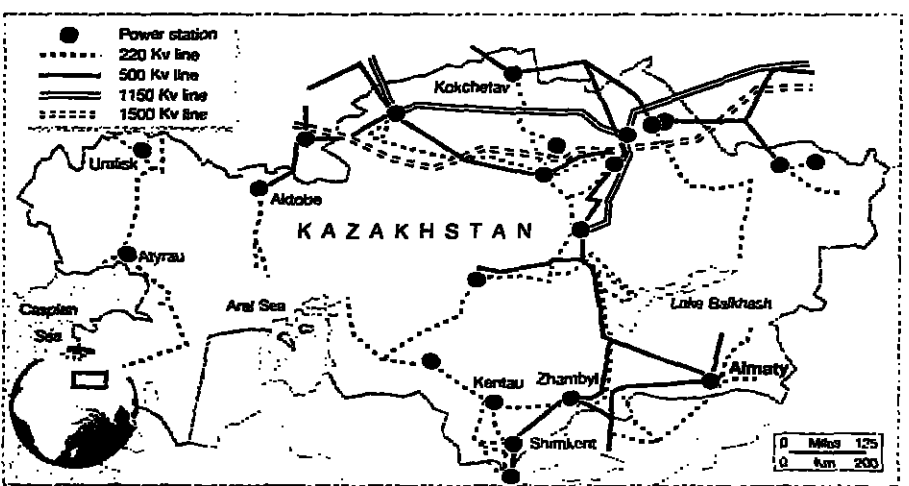 Power station
220 Kv line
500 Kv line
1150 Kv line
1500 Kv line
Kokchetav
Uralsk
Aktobe
KAZAKHSTAN
Atyrau
Caspian
Sea
Aral Sea
Lake Balkhash
Kentau
Zhambyl
Almaty
Shimkent
0 Miles 125
0 km 200